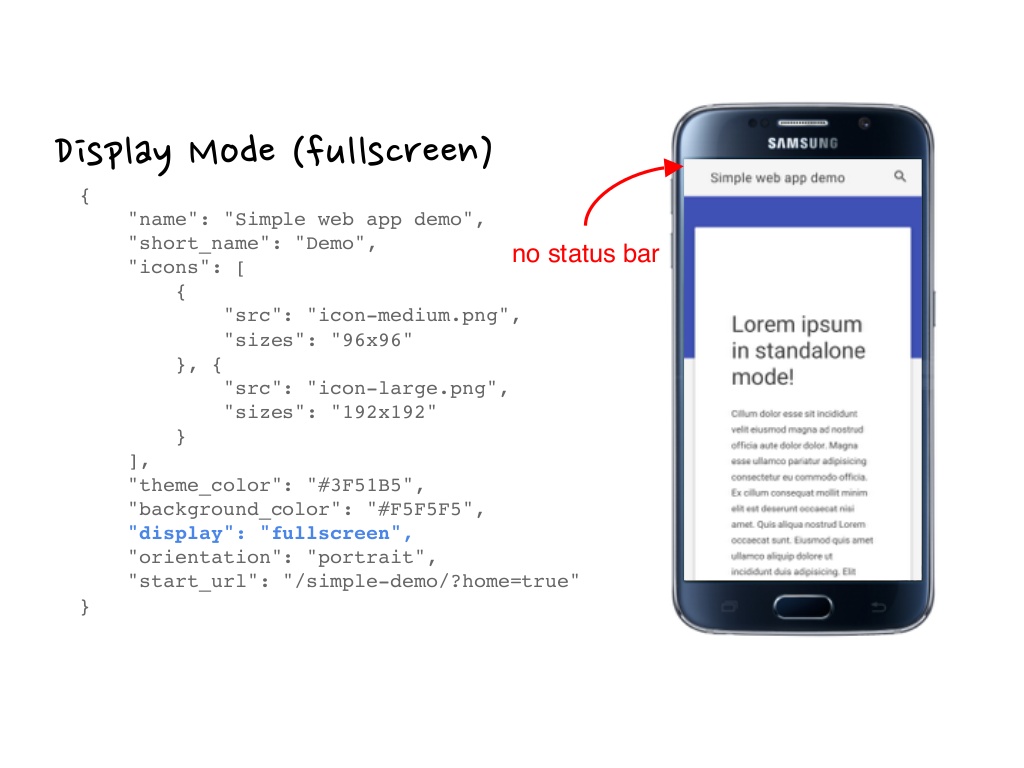 Display Mode (fullscreen)
{
"name": "Simple web app demo",
"short_name": "Demo",
"icons": [
{
"src": "icon-medium.png",
"sizes": "96x96"
}, {
"src": "icon-large.png",
"sizes": "192x192"
}
],
"theme_color": "#3F51B5",
"background_color": "#F5F5F5",
"display": "fullscreen",
"orientation": "portrait",
"start_url": "/simple-demo/?home=true"
}
no status bar
SAMSUNG
Simple web app demo
Lorem ipsum
in standalone
mode!
Cillum dolor esse sit incididunt
velit eiusmod magna ad nostrud
officia aute dolor dolor. Magna
esse ullamco pariatur adipisicing
consectetur eu commodo officia.
Ex cillum consequat mollit minim
elit est deserunt occaecat nisi
amet. Quis aliqua nostrud Lorem
occaecat sunt. Eiusmod quis amet
ullamco aliquip dolore ut
incididunt duis adipisicing. Elit